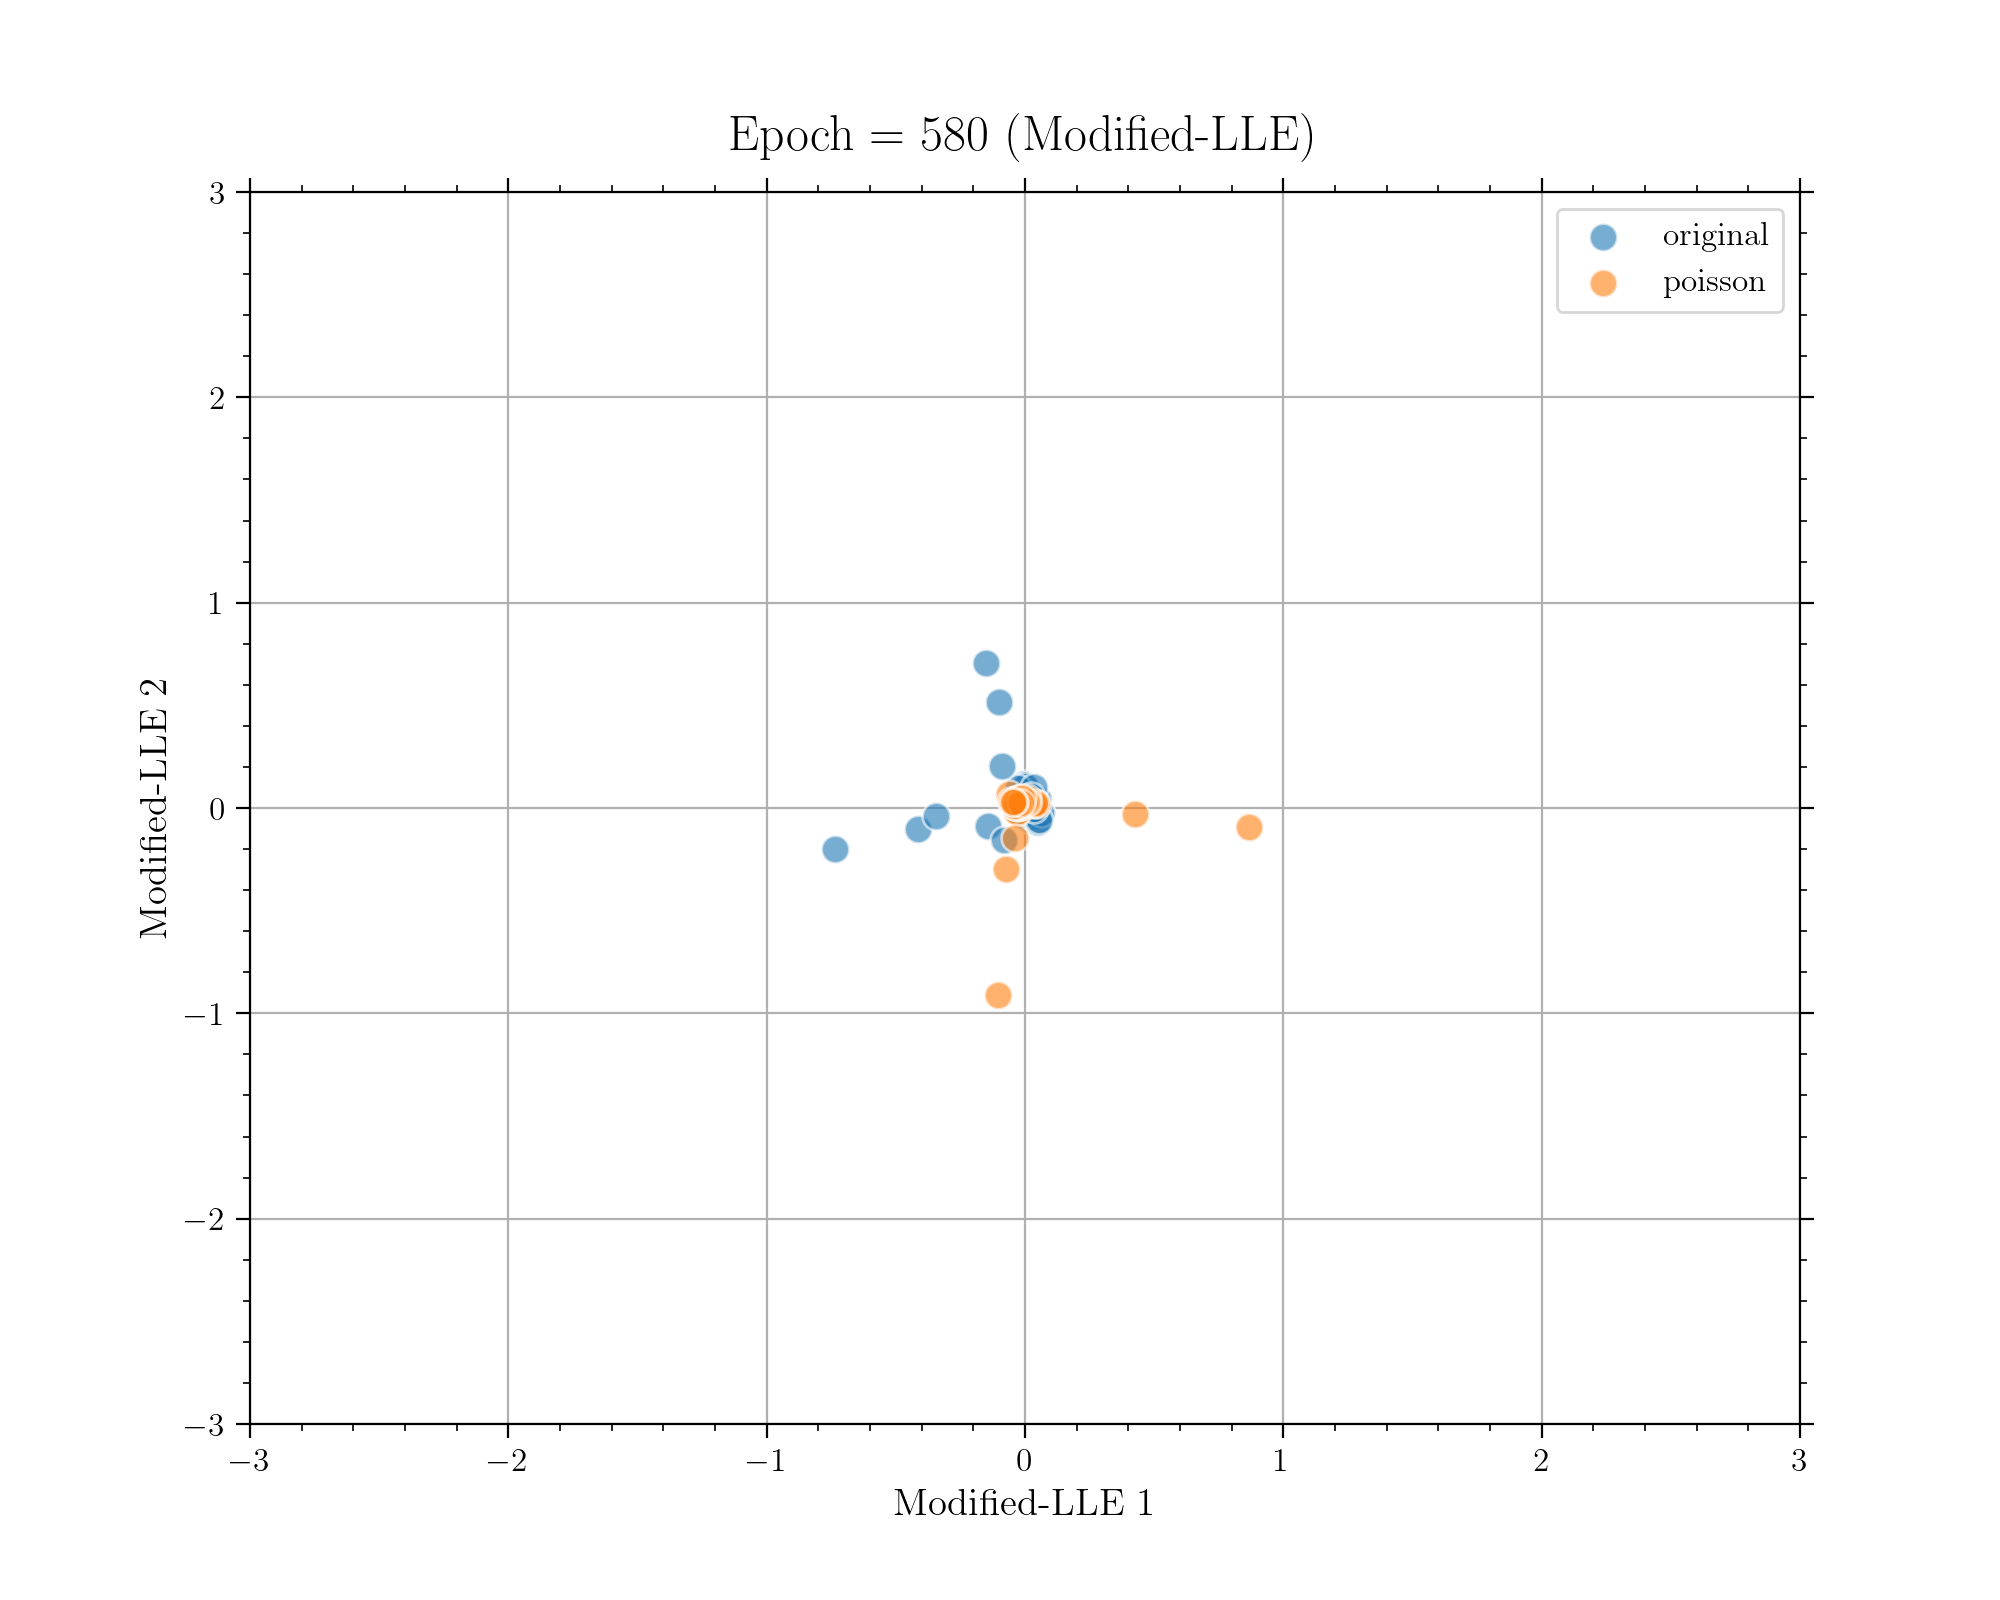 Epoch = 580 (Modified-LLE)
original
poisson
3
2
1
0
−1
−2
−3
Modified-LLE 2
−3
−2
−1
0
1
2
3
Modified-LLE 1